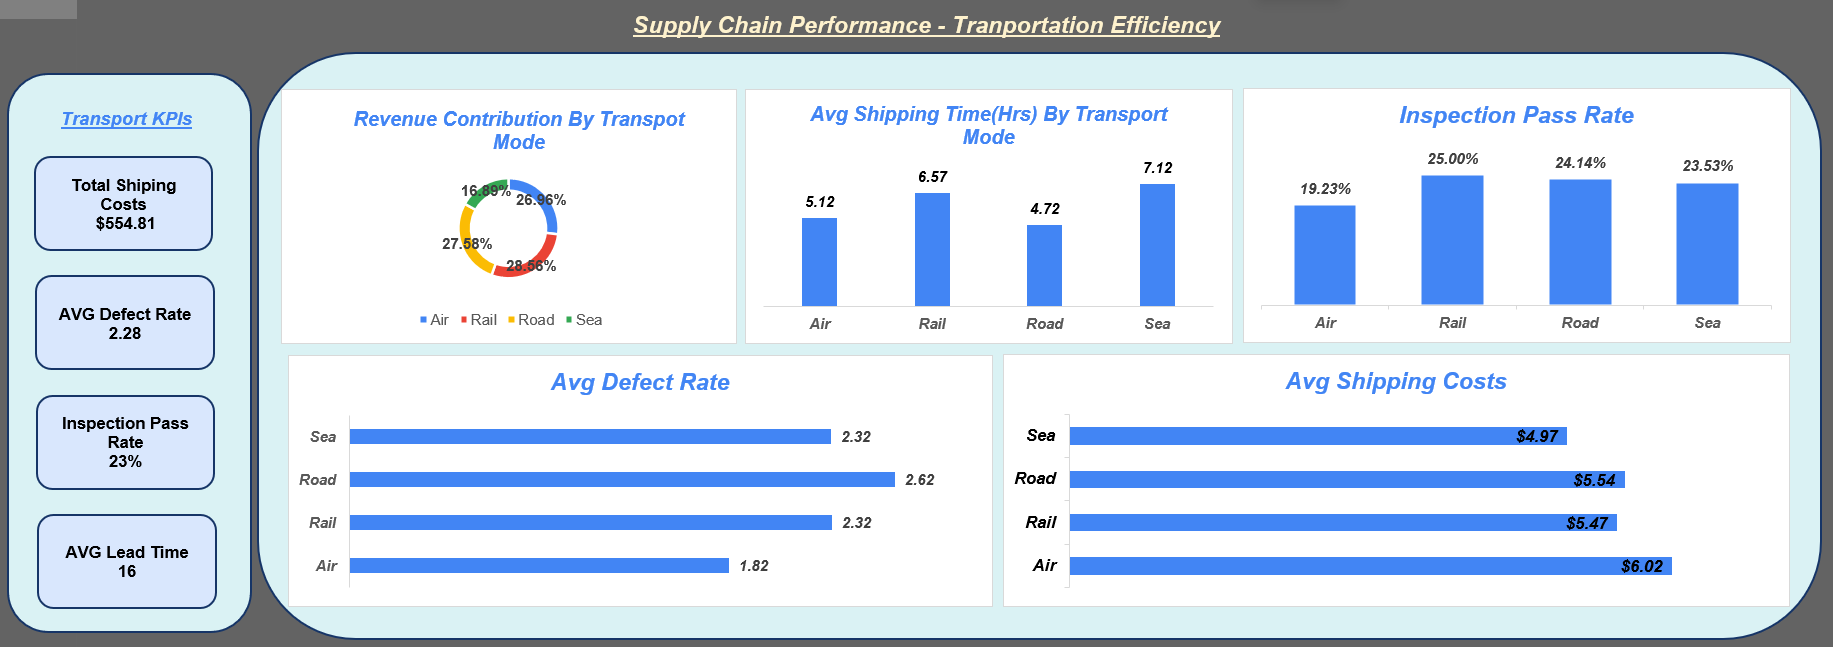 Supply Chain Performance - Tranportation Efficiency
Transport KPIs
Total Shiping
Costs
$554.81
AVG Defect Rate
2.28
Inspection Pass
Rate
23%
AVG Lead Time
16
Revenue Contribution By Transpot
Mode
16.89%
26.96%
27.58%
28.56%
Air Rail Road Sea
Avg Shipping Time(Hrs) By Transport
Mode
5.12
6.57
4.72
7.12
Air Rail Road Sea
Inspection Pass Rate
19.23%
25.00%
24.14%
23.53%
Air Rail Road Sea
Avg Defect Rate
Sea 2.32
Road 2.62
Rail 2.32
Air 1.82
Avg Shipping Costs
Sea $4.97
Road $5.54
Rail $5.47
Air $6.02